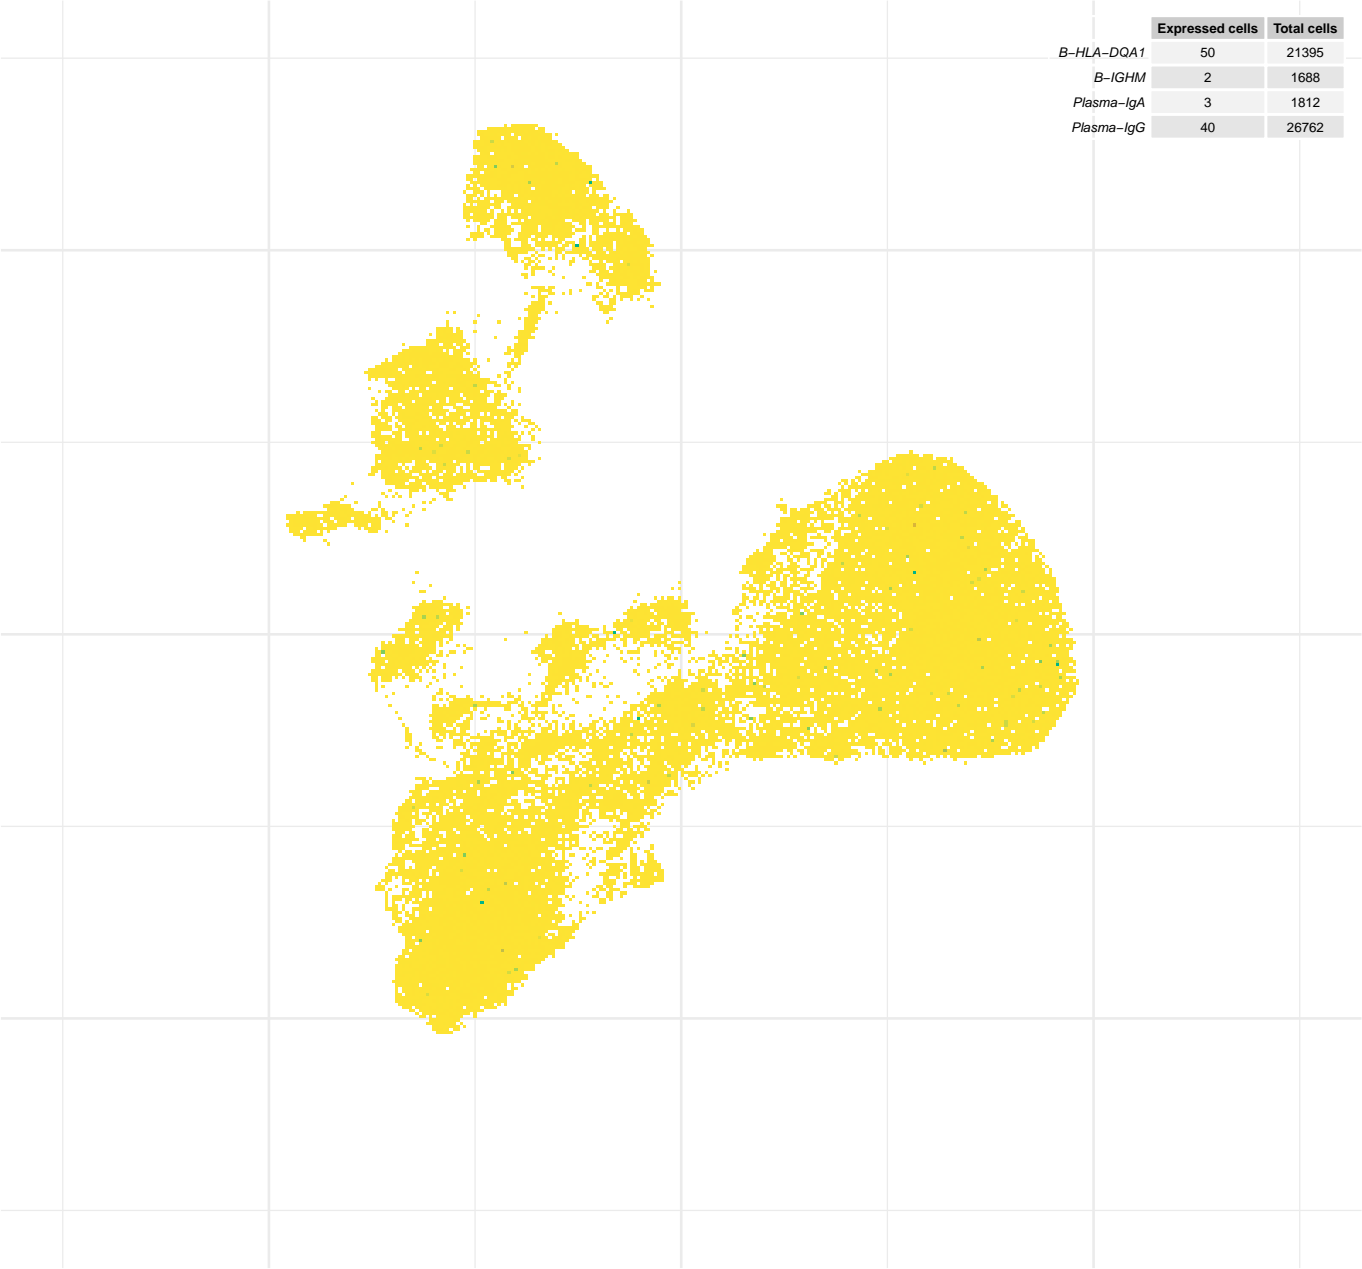 Expressed cells Total cells
B−HLA−DQA1 50 21395
B−IGHM 2 1688
Plasma−IgA 3 1812
Plasma−IgG 40 26762